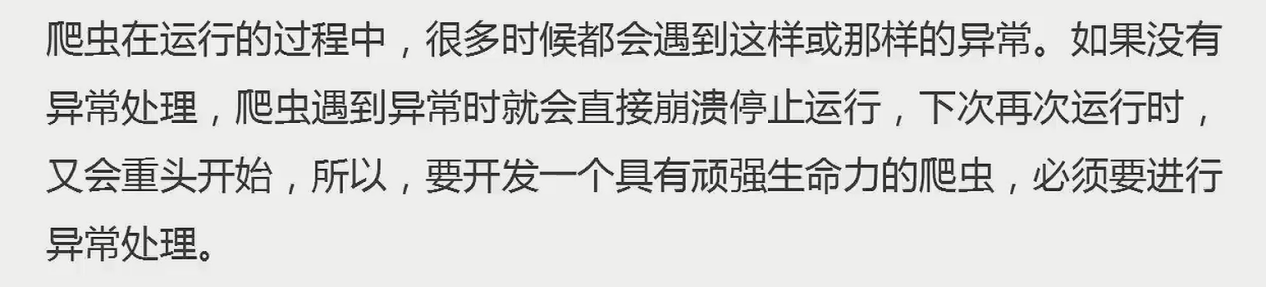 爬虫在运行的过程中，很多时候都会遇到这样或那样的异常。如果没有
异常处理，爬虫遇到异常时就会直接崩溃停止运行，下次再次运行时，
又会重头开始，所以，要开发一个具有顽强生命力的爬虫，必须要进行
异常处理。